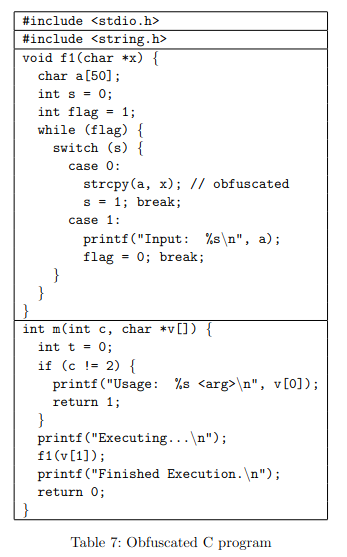 #include <stdio.h>
#include <string.h>
void f1(char *x) {
char a[50];
int s = 0;
int flag = 1;
while (flag) {
switch (s) {
case 0:
strcpy(a, x); // obfuscated
s = 1; break;
case 1:
printf("Input: %s\n", a);
flag = 0; break;
}
}
}
int m(int c, char *v[]) {
int t = 0;
if (c != 2) {
printf("Usage: %s <arg>\n", v[0]);
return 1;
}
printf("Executing...\n");
f1(v[1]);
printf("Finished Execution.\n");
return 0;
}
Table 7: Obfuscated C program